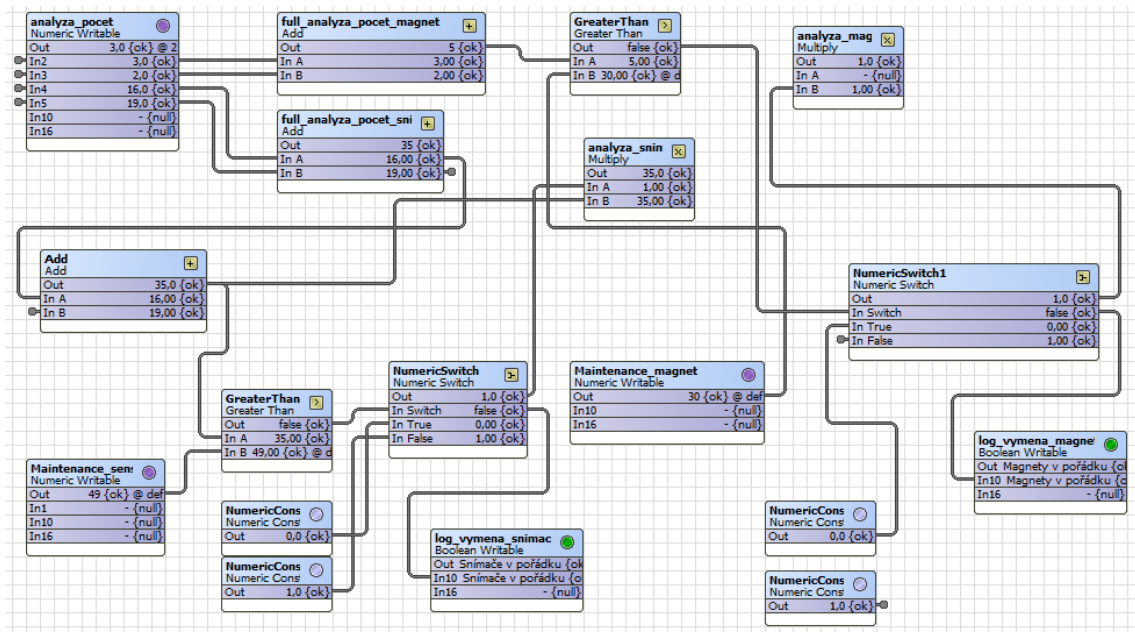 analyza_pocet
Numeric Writable
Out 3,0 {ok} @ 2
In2 3,0 {ok}
In3 2,0 {ok}
In4 16,0 {ok}
In5 19,0 {ok}
In10 - {null}
In16 - {null}
full_analyza_pocet_magnet
Add
Out 5 {ok}
In A 3,00 {ok}
In B 2,00 {ok}
GreaterThan
Greater Than
Out false {ok}
In A 5,00 {ok}
In B 30,00 {ok} @ d
analyza_mag
Multiply
Out 1,0 {ok}
In A - {null}
In B 1,00 {ok}
full_analyza_pocet_sni
Add
Out 35 {ok}
In A 16,00 {ok}
In B 19,00 {ok}
analyza_snin
Multiply
Out 35,0 {ok}
In A 1,00 {ok}
In B 35,00 {ok}
Add
Add
Out 35,0 {ok}
In A 16,00 {ok}
In B 19,00 {ok}
NumericSwitch1
Numeric Switch
Out 1,0 {ok}
In Switch false {ok}
In True 0,00 {ok}
In False 1,00 {ok}
GreaterThan
Greater Than
Out false {ok}
In A 35,00 {ok}
In B 49,00 {ok} @ d
NumericSwitch
Numeric Switch
Out 1,0 {ok}
In Switch false {ok}
In True 0,00 {ok}
In False 1,00 {ok}
Maintenance_magnet
Numeric Writable
Out 30 {ok} @ def
In10 - {null}
In16 - {null}
Maintenance_sens
Numeric Writable
Out 49 {ok} @ def
In1 - {null}
In10 - {null}
In16 - {null}
log_vymena_magnet
Boolean Writable
Out Magnety v pořádku {ok
In10 Magnety v pořádku {o
In16 - {null}
NumericCons
Numeric Const
Out 0,0 {ok}
NumericCons
Numeric Const
Out 1,0 {ok}
log_vymena_snimac
Boolean Writable
Out Snímače v pořádku {ok
In10 Snímače v pořádku {o
In16 - {null}
NumericCons
Numeric Const
Out 0,0 {ok}
NumericCons
Numeric Const
Out 1,0 {ok}